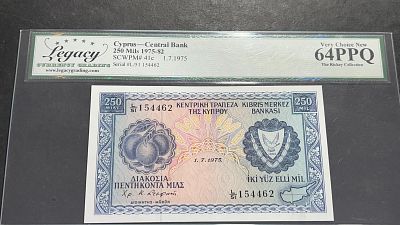 Legacy
CURRENCY GRADING
www.legacygrading.com
Cyprus—Central Bank
250 Mils 1975-82
SCWPM# 41c 1.7.1975
Serial #L/51 154462
Very Choice New
64PPQ
The Rickey Collection
250 L/51 154462 ΚΕΝΤΡΙΚΗ ΤΡΑΠΕΖΑ ΤΗΣ ΚΥΠΡΟΥ KIBRIS MERKEZ BANKASI 250
1.7.1975.
ΔΙΑΚΟΣΙΑ
ΠΕΝΤΗΚΟΝΤΑ ΜΙΛΣ
L/51 154462
İKİ YÜZ ELLİ MİL